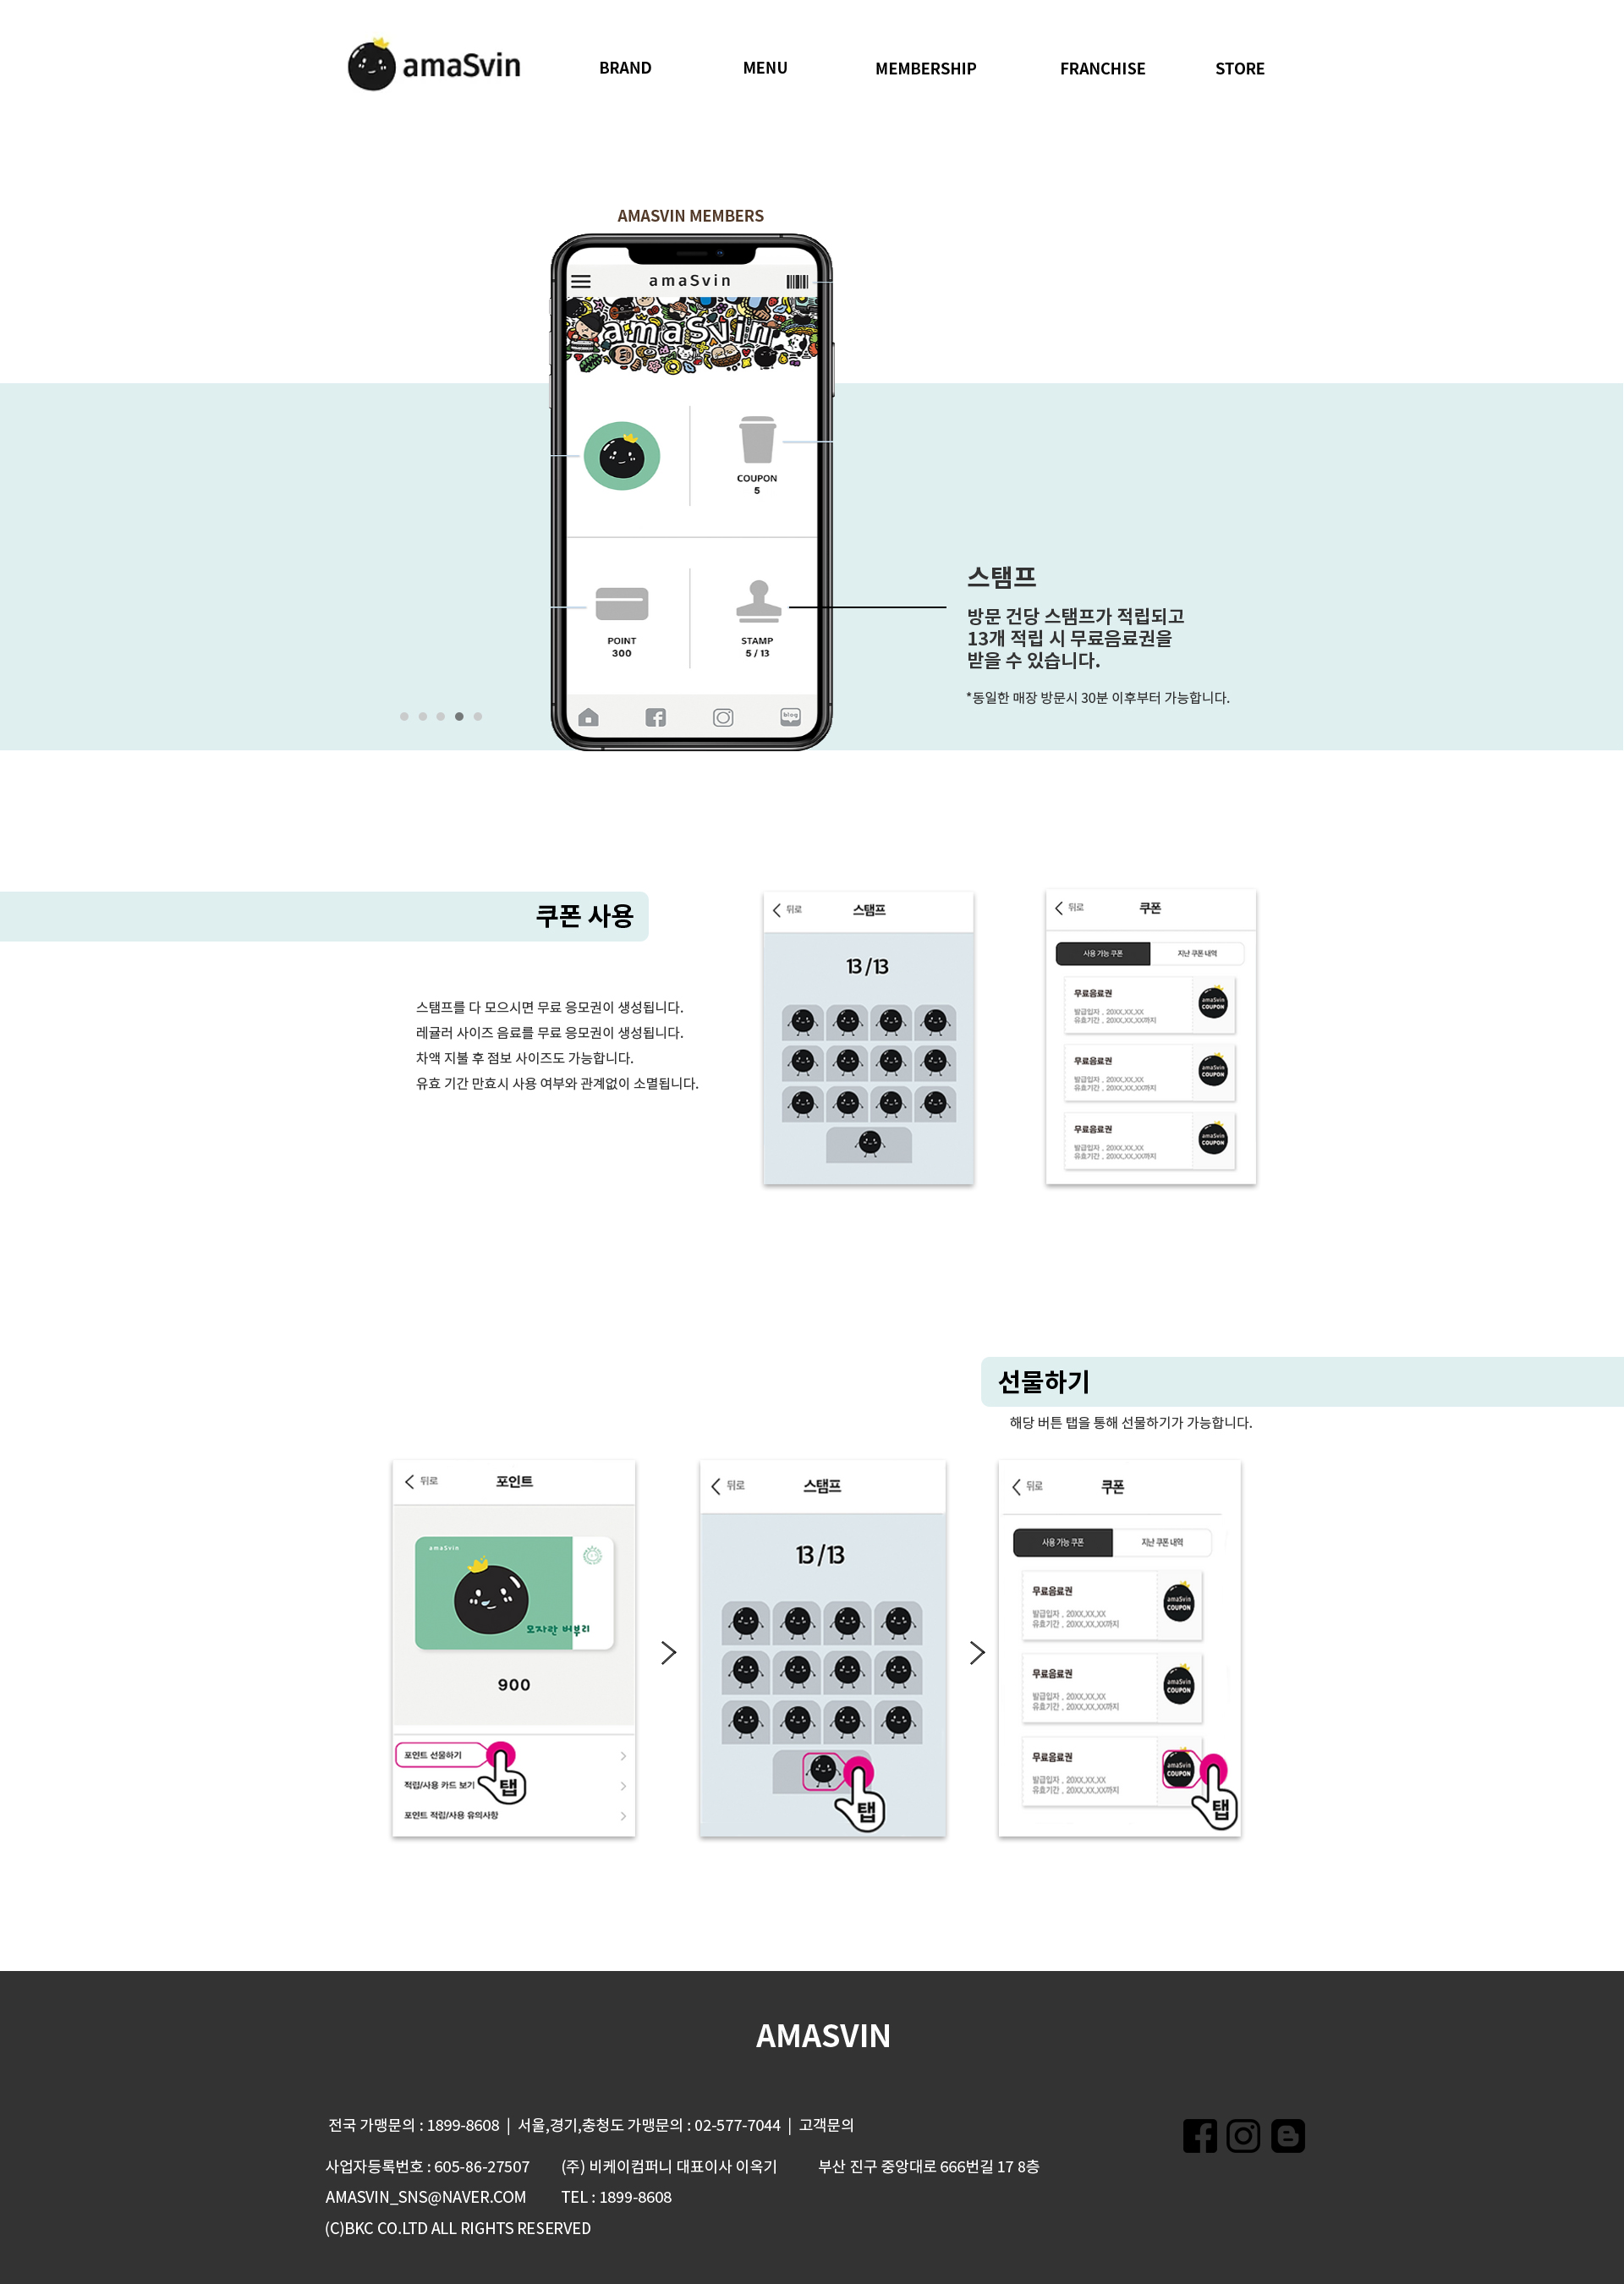 amaSvin
BRAND
MENU
MEMBERSHIP
FRANCHISE
STORE
AMASVIN MEMBERS
amaSvin
amaSvin
COUPON
5
POINT
300
STAMP
5 / 13
blog
스탬프
방문 건당 스탬프가 적립되고
13개 적립 시 무료음료권을
받을 수 있습니다.
*동일한 매장 방문시 30분 이후부터 가능합니다.
쿠폰 사용
스탬프를 다 모으시면 무료 응모권이 생성됩니다.
레귤러 사이즈 음료를 무료 응모권이 생성됩니다.
차액 지불 후 점보 사이즈도 가능합니다.
유효 기간 만효시 사용 여부와 관계없이 소멸됩니다.
뒤로
스탬프
13/13
뒤로
쿠폰
사용 가능 쿠폰
지난 쿠폰 내역
무료음료권
발급일자 , 20XX.XX.XX
유효기간 , 20XX.XX.XX까지
amaSvin
COUPON
무료음료권
발급일자 , 20XX.XX.XX
유효기간 , 20XX.XX.XX까지
amaSvin
COUPON
무료음료권
발급일자 , 20XX.XX.XX
유효기간 , 20XX.XX.XX까지
amaSvin
COUPON
선물하기
해당 버튼 탭을 통해 선물하기가 가능합니다.
뒤로
포인트
amaSvin
모자란 버부리
900
포인트 선물하기
적립/사용 카드 보기
탭
포인트 적립/사용 유의사항
뒤로
스탬프
13/13
탭
뒤로
쿠폰
사용 가능 쿠폰
지난 쿠폰 내역
무료음료권
발급일자 , 20XX.XX.XX
유효기간 , 20XX.XX.XX까지
amaSvin
COUPON
무료음료권
발급일자 , 20XX.XX.XX
유효기간 , 20XX.XX.XX까지
amaSvin
COUPON
무료음료권
발급일자 , 20XX.XX.XX
유효기간 , 20XX.XX.XX까지
amaSvin
COUPON
탭
AMASVIN
전국 가맹문의 : 1899-8608 | 서울,경기,충청도 가맹문의 : 02-577-7044 | 고객문의
사업자등록번호 : 605-86-27507 (주) 비케이컴퍼니 대표이사 이옥기 부산 진구 중앙대로 666번길 17 8층
AMASVIN_SNS@NAVER.COM TEL : 1899-8608
(C)BKC CO.LTD ALL RIGHTS RESERVED